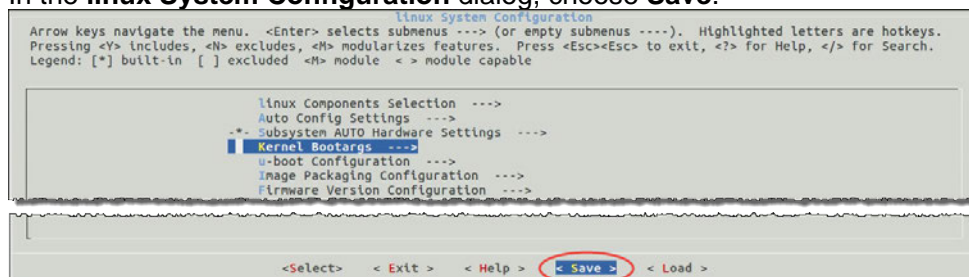 In the linux System Configuration dialog, choose Save.
linux System Configuration
Arrow keys navigate the menu. <Enter> selects submenus ---> (or empty submenus ----). Highlighted letters are hotkeys.
Pressing <Y> includes, <N> excludes, <M> modularizes features. Press <Esc><Esc> to exit, <?> for Help, </> for Search.
Legend: [*] built-in [ ] excluded <M> module < > module capable
linux Components Selection --->
Auto Config Settings --->
-*- Subsystem AUTO Hardware Settings --->
Kernel Bootargs --->
u-boot Configuration --->
Image Packaging Configuration --->
Firmware Version Configuration --->
<Select> < Exit > < Help > < Save > < Load >